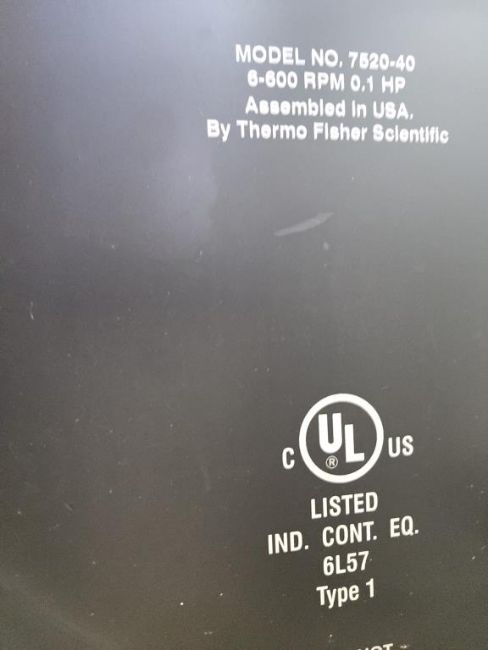 MODEL NO. 7520-40
6-600 RPM 0.1 HP
Assembled in USA.
By Thermo Fisher Scientific
C UL® US
LISTED
IND. CONT. EQ.
6L57
Type 1